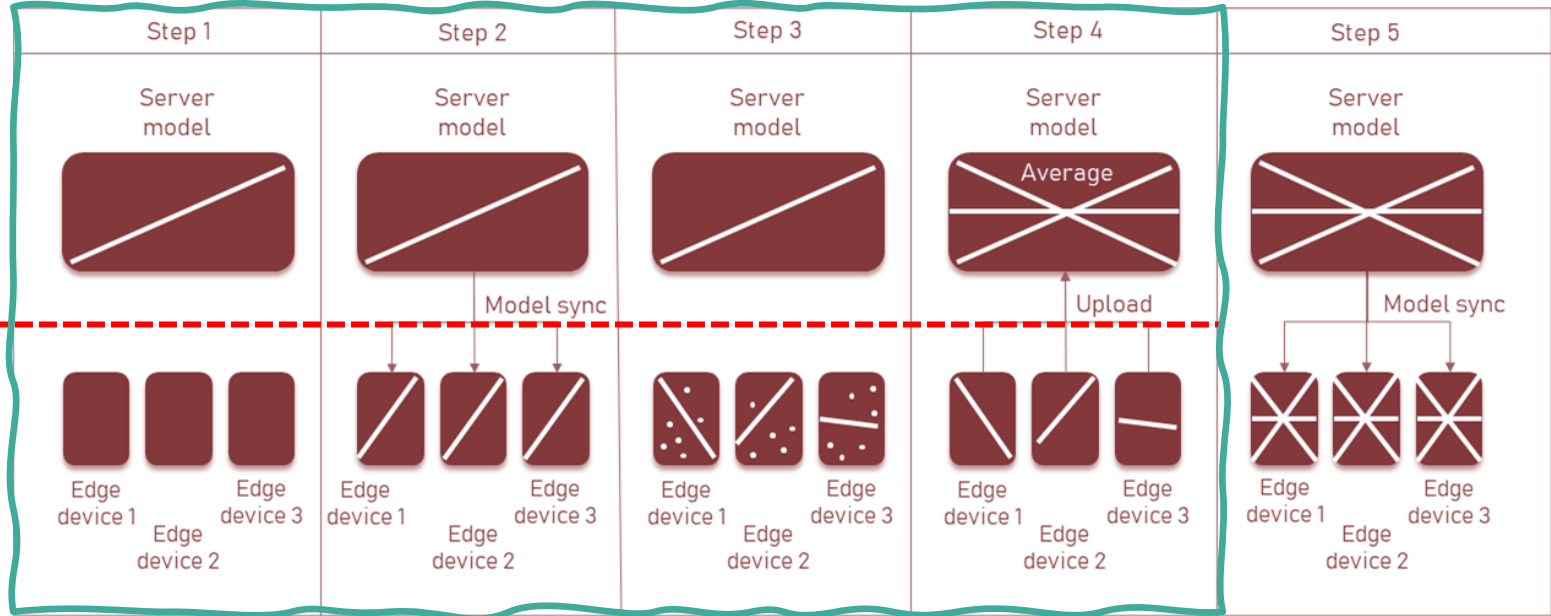 Step 1
Step 2
Step 3
Step 4
Step 5
Server
model
Server
model
Server
model
Server
model
Server
model
Average
Model sync
Upload
Model sync
Edge
device 1
Edge
device 2
Edge
device 3
Edge
device 1
Edge
device 2
Edge
device 3
Edge
device 1
Edge
device 2
Edge
device 3
Edge
device 1
Edge
device 2
Edge
device 3
Edge
device 1
Edge
device 2
Edge
device 3